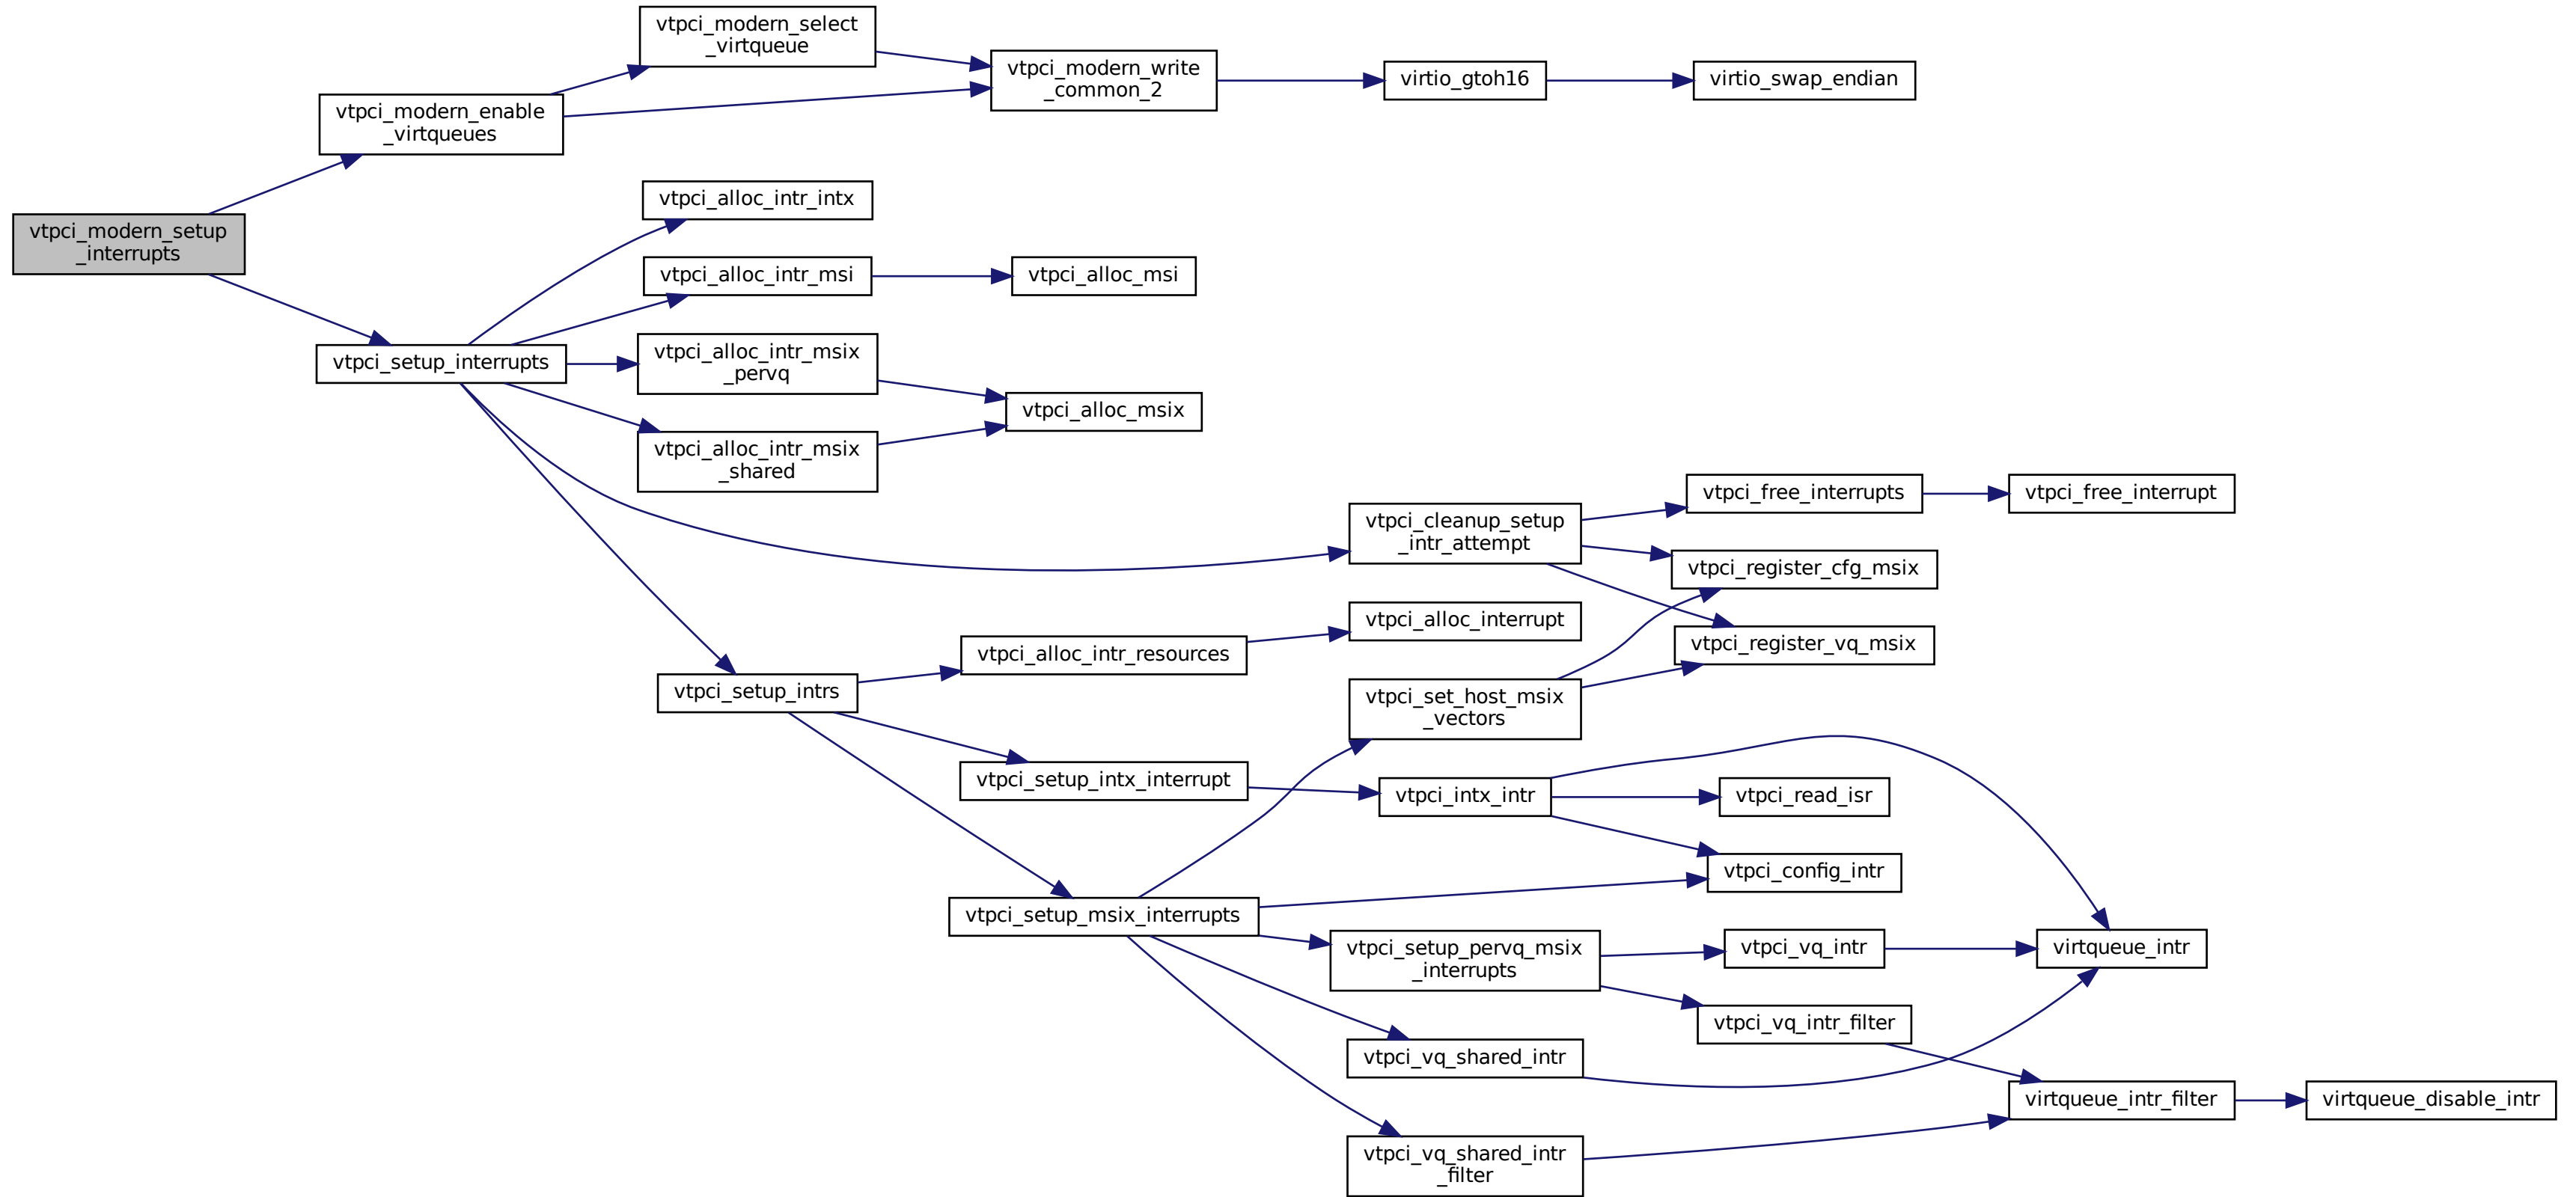 vtpci_modern_setup
_interrupts
vtpci_modern_enable
_virtqueues
vtpci_modern_select
_virtqueue
vtpci_modern_write
_common_2
virtio_gtoh16
virtio_swap_endian
vtpci_setup_interrupts
vtpci_alloc_intr_intx
vtpci_alloc_intr_msi
vtpci_alloc_msi
vtpci_alloc_intr_msix
_pervq
vtpci_alloc_intr_msix
_shared
vtpci_alloc_msix
vtpci_cleanup_setup
_intr_attempt
vtpci_free_interrupts
vtpci_free_interrupt
vtpci_register_cfg_msix
vtpci_register_vq_msix
vtpci_setup_intrs
vtpci_alloc_intr_resources
vtpci_alloc_interrupt
vtpci_set_host_msix
_vectors
vtpci_setup_intx_interrupt
vtpci_intx_intr
vtpci_read_isr
vtpci_config_intr
vtpci_setup_msix_interrupts
vtpci_setup_pervq_msix
_interrupts
vtpci_vq_intr
virtqueue_intr
vtpci_vq_intr_filter
vtpci_vq_shared_intr
virtqueue_intr_filter
virtqueue_disable_intr
vtpci_vq_shared_intr
_filter